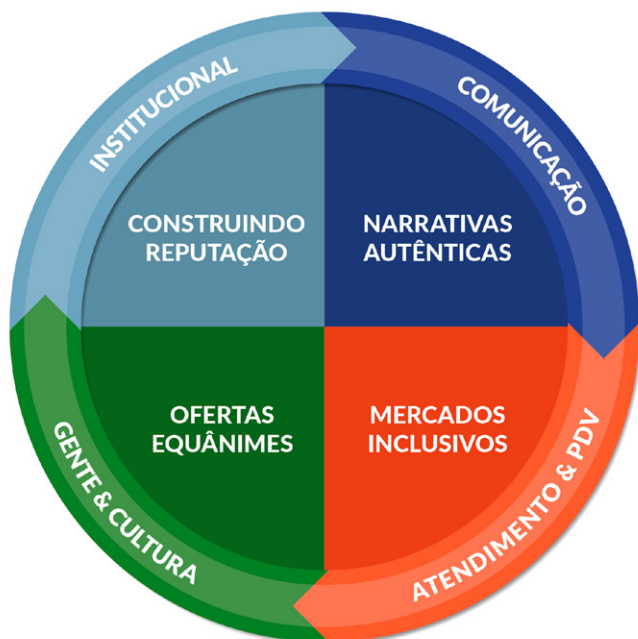 INSTITUCIONAL
COMUNICAÇÃO
CONSTRUINDO
REPUTAÇÃO
NARRATIVAS
AUTÊNTICAS
OFERTAS
EQUÂNIMES
MERCADOS
INCLUSIVOS
GENTE & CULTURA
ATENDIMENTO & PDV